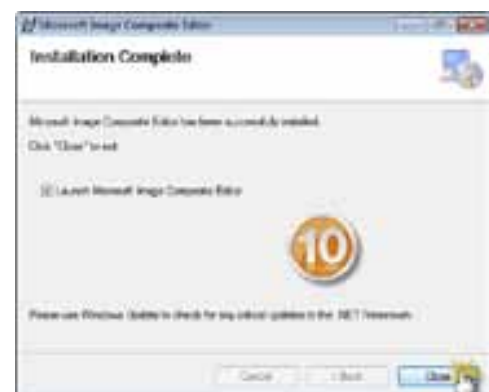 Microsoft Image Composite Editor
Installation Complete
Microsoft Image Composite Editor has been successfully installed.
Click "Close" to exit.
Launch Microsoft Image Composite Editor
10
Please use Windows Update to check for any critical updates to the .NET Framework.
Cancel
< Back
Close